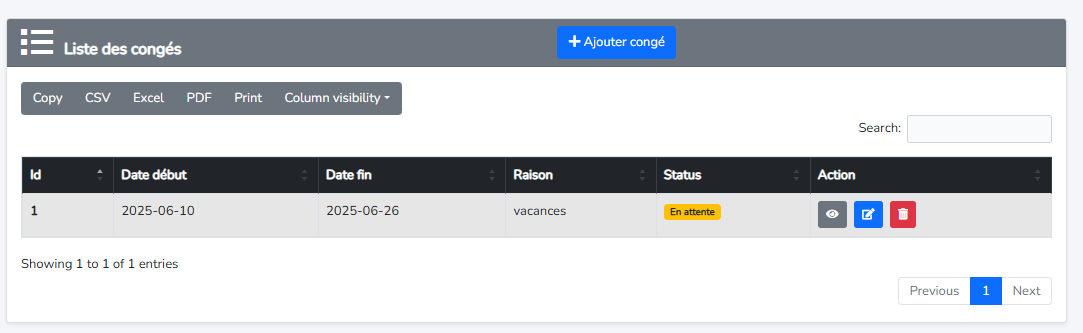 Liste des congés
Ajouter congé
Copy CSV Excel PDF Print Column visibility
Search:
Id Date début Date fin Raison Status Action
1 2025-06-10 2025-06-26 vacances En attente
Showing 1 to 1 of 1 entries
Previous 1 Next